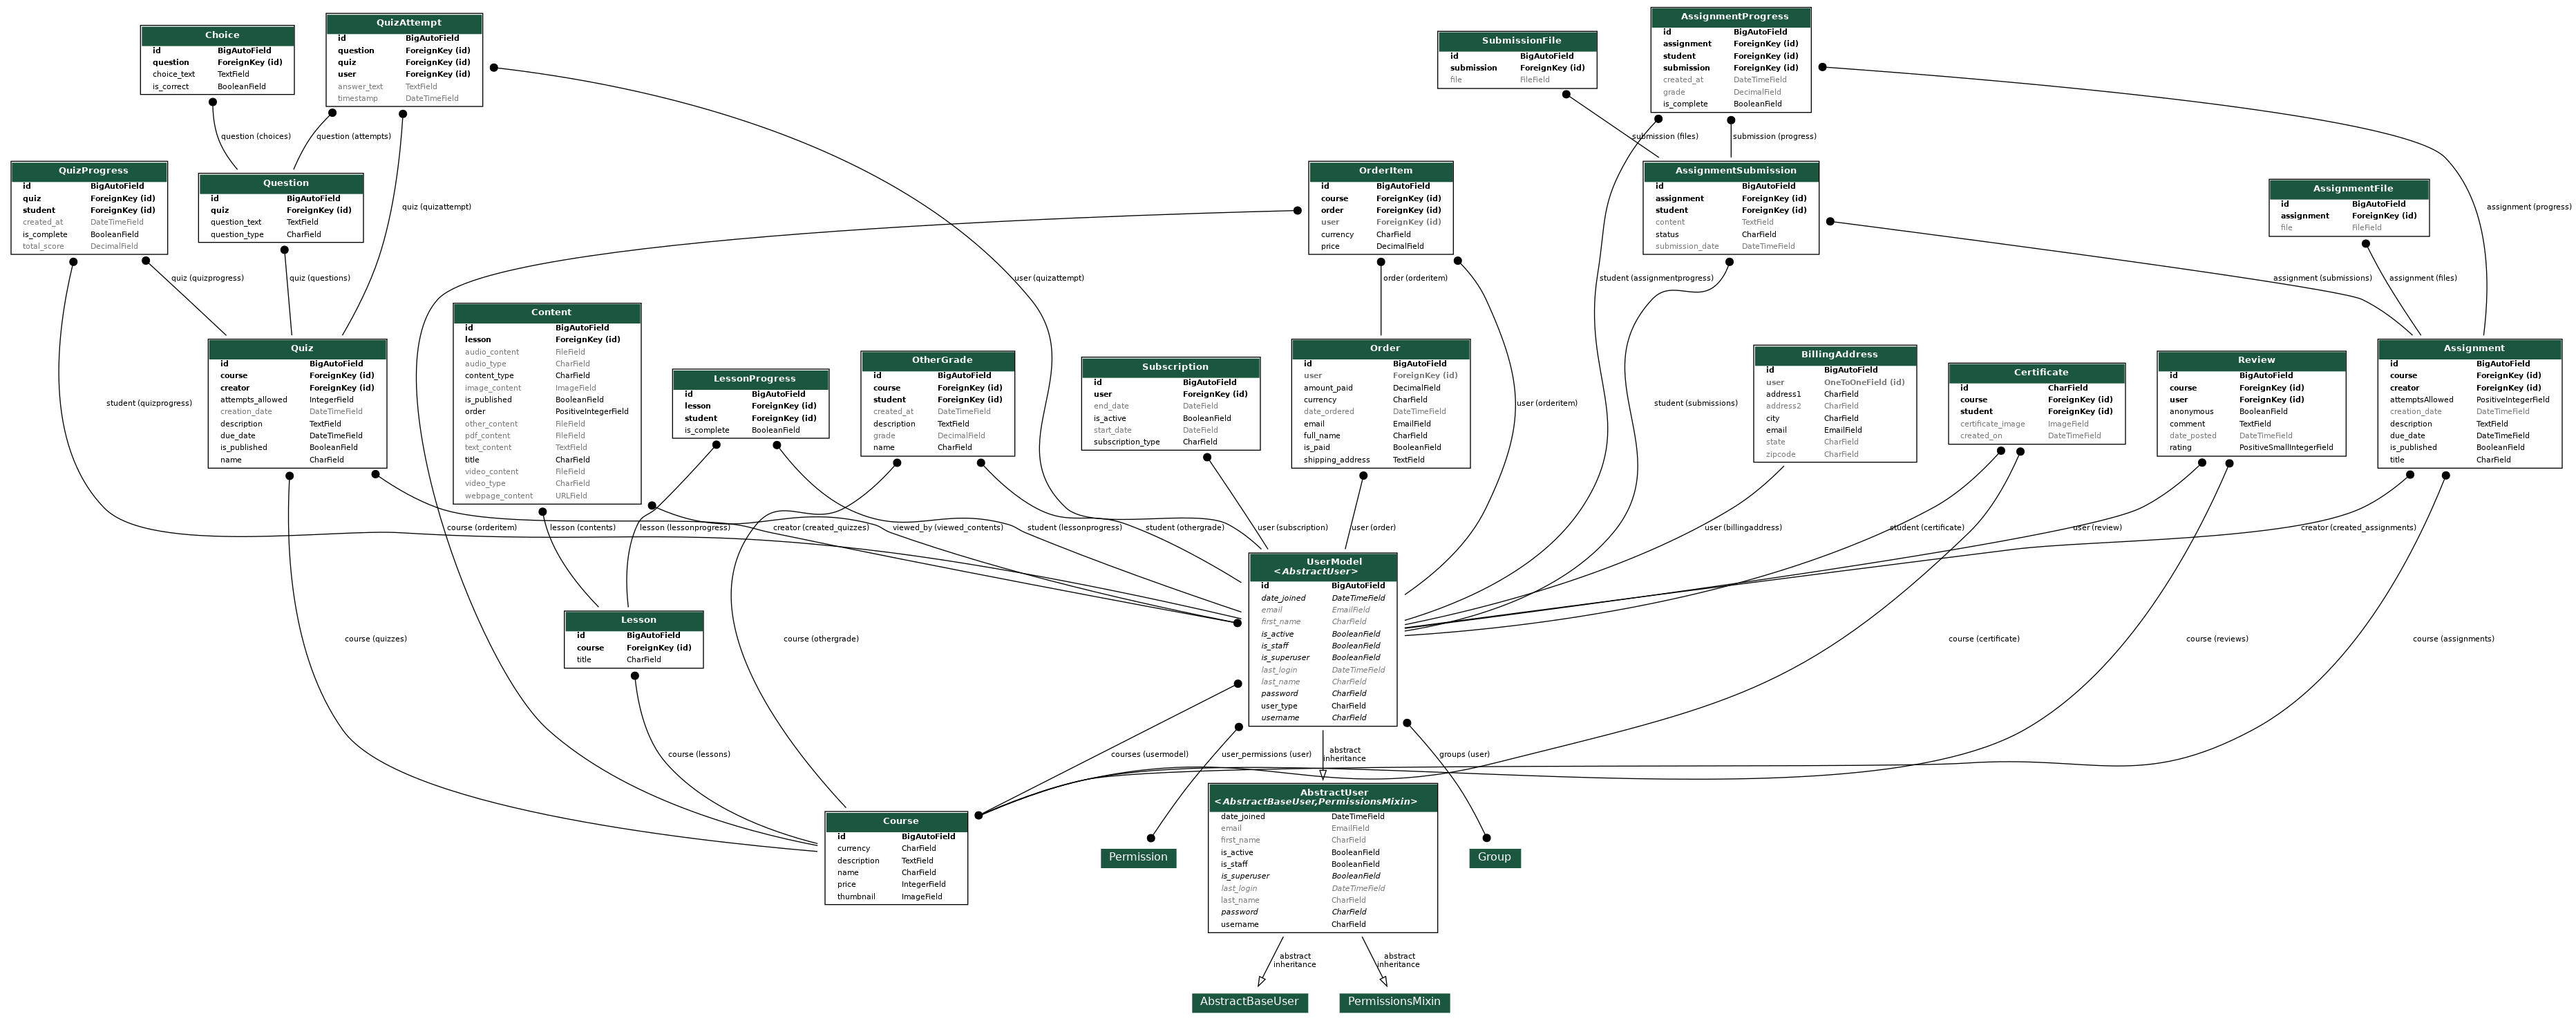 Choice
id BigAutoField
question ForeignKey (id)
choice_text TextField
is_correct BooleanField
QuizAttempt
id BigAutoField
question ForeignKey (id)
quiz ForeignKey (id)
user ForeignKey (id)
answer_text TextField
timestamp DateTimeField
SubmissionFile
id BigAutoField
submission ForeignKey (id)
file FileField
AssignmentProgress
id BigAutoField
assignment ForeignKey (id)
student ForeignKey (id)
submission ForeignKey (id)
created_at DateTimeField
grade DecimalField
is_complete BooleanField
question (choices)
question (attempts)
submission (files)
submission (progress)
QuizProgress
id BigAutoField
quiz ForeignKey (id)
student ForeignKey (id)
created_at DateTimeField
is_complete BooleanField
total_score DecimalField
Question
id BigAutoField
quiz ForeignKey (id)
question_text TextField
question_type CharField
quiz (quizattempt)
OrderItem
id BigAutoField
course ForeignKey (id)
order ForeignKey (id)
user ForeignKey (id)
currency CharField
price DecimalField
AssignmentSubmission
id BigAutoField
assignment ForeignKey (id)
student ForeignKey (id)
content TextField
status CharField
submission_date DateTimeField
AssignmentFile
id BigAutoField
assignment ForeignKey (id)
file FileField
assignment (progress)
quiz (quizprogress)
quiz (questions)
user (quizattempt)
order (orderitem)
student (assignmentprogress)
assignment (submissions)
assignment (files)
Quiz
id BigAutoField
course ForeignKey (id)
creator ForeignKey (id)
attempts_allowed IntegerField
creation_date DateTimeField
description TextField
due_date DateTimeField
is_published BooleanField
name CharField
student (quizprogress)
Content
id BigAutoField
lesson ForeignKey (id)
audio_content FileField
audio_type CharField
content_type CharField
image_content ImageField
is_published BooleanField
order PositiveIntegerField
other_content FileField
pdf_content FileField
text_content TextField
title CharField
video_content FileField
video_type CharField
webpage_content URLField
LessonProgress
id BigAutoField
lesson ForeignKey (id)
student ForeignKey (id)
is_complete BooleanField
OtherGrade
id BigAutoField
course ForeignKey (id)
student ForeignKey (id)
created_at DateTimeField
description TextField
grade DecimalField
name CharField
Subscription
id BigAutoField
user ForeignKey (id)
end_date DateField
is_active BooleanField
start_date DateField
subscription_type CharField
Order
id BigAutoField
user ForeignKey (id)
amount_paid DecimalField
currency CharField
date_ordered DateTimeField
email EmailField
full_name CharField
is_paid BooleanField
shipping_address TextField
user (orderitem)
student (submissions)
BillingAddress
id BigAutoField
user OneToOneField (id)
address1 CharField
address2 CharField
city CharField
email EmailField
state CharField
zipcode CharField
Certificate
id CharField
course ForeignKey (id)
student ForeignKey (id)
certificate_image ImageField
created_on DateTimeField
Review
id BigAutoField
course ForeignKey (id)
user ForeignKey (id)
anonymous BooleanField
comment TextField
date_posted DateTimeField
rating PositiveSmallIntegerField
Assignment
id BigAutoField
course ForeignKey (id)
creator ForeignKey (id)
attemptsAllowed PositiveIntegerField
creation_date DateTimeField
description TextField
due_date DateTimeField
is_published BooleanField
title CharField
course (orderitem)
lesson (contents)
lesson (lessonprogress)
creator (created_quizzes)
viewed_by (viewed_contents)
student (lessonprogress)
student (othergrade)
user (subscription)
user (order)
user (billingaddress)
student (certificate)
user (review)
creator (created_assignments)
Lesson
id BigAutoField
course ForeignKey (id)
title CharField
UserModel
<AbstractUser>
id BigAutoField
date_joined DateTimeField
email EmailField
first_name CharField
is_active BooleanField
is_staff BooleanField
is_superuser BooleanField
last_login DateTimeField
last_name CharField
password CharField
user_type CharField
username CharField
course (quizzes)
course (othergrade)
course (certificate)
course (reviews)
course (assignments)
course (lessons)
courses (usermodel)
user_permissions (user)
abstract
inheritance
groups (user)
Course
id BigAutoField
currency CharField
description TextField
name CharField
price IntegerField
thumbnail ImageField
Permission
AbstractUser
<AbstractBaseUser,PermissionsMixin>
date_joined DateTimeField
email EmailField
first_name CharField
is_active BooleanField
is_staff BooleanField
is_superuser BooleanField
last_login DateTimeField
last_name CharField
password CharField
username CharField
Group
abstract
inheritance
abstract
inheritance
AbstractBaseUser
PermissionsMixin